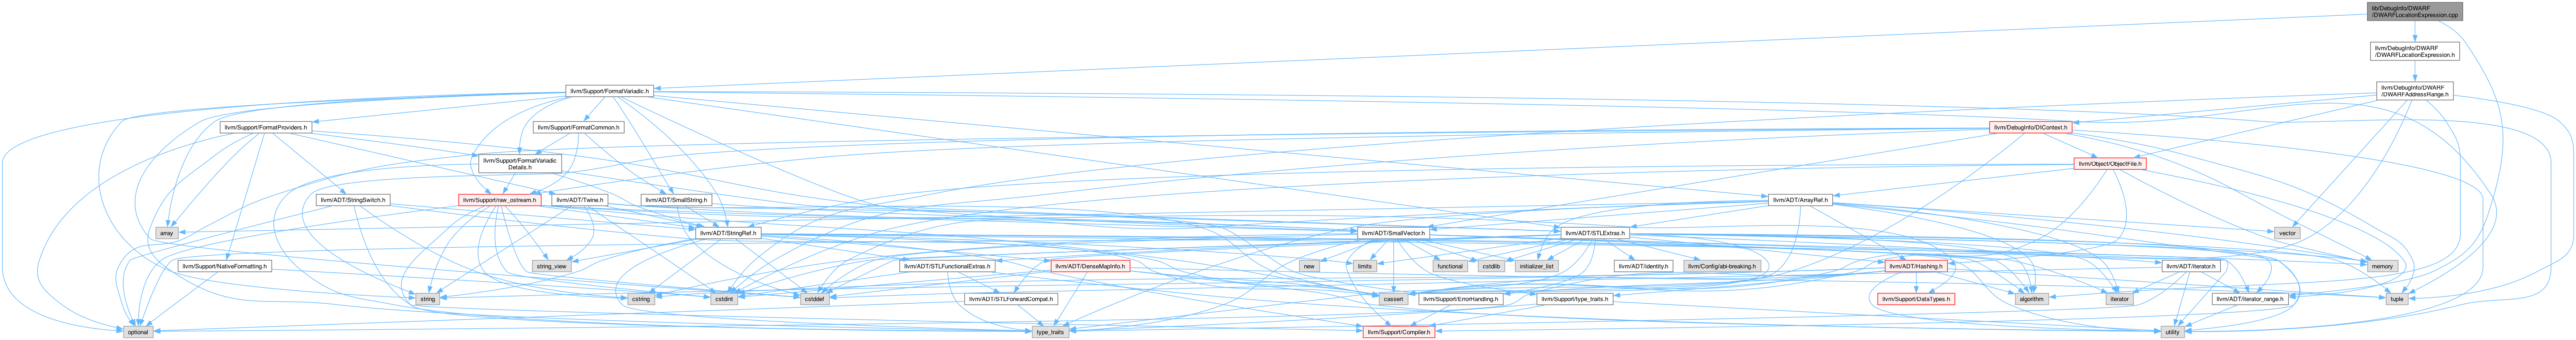 lib/DebugInfo/DWARF
/DWARFLocationExpression.cpp
llvm/DebugInfo/DWARF
/DWARFLocationExpression.h
llvm/Support/FormatVariadic.h
llvm/DebugInfo/DWARF
/DWARFAddressRange.h
llvm/Support/FormatProviders.h
llvm/Support/FormatCommon.h
llvm/DebugInfo/DIContext.h
llvm/Support/FormatVariadic
Details.h
llvm/Object/ObjectFile.h
llvm/ADT/StringSwitch.h
llvm/Support/raw_ostream.h
llvm/ADT/Twine.h
llvm/ADT/SmallString.h
llvm/ADT/ArrayRef.h
array
llvm/ADT/StringRef.h
llvm/ADT/SmallVector.h
llvm/ADT/STLExtras.h
vector
llvm/Support/NativeFormatting.h
string_view
llvm/ADT/STLFunctionalExtras.h
llvm/ADT/DenseMapInfo.h
new
limits
functional
cstdlib
initializer_list
llvm/ADT/identity.h
llvm/Config/abi-breaking.h
llvm/ADT/Hashing.h
llvm/ADT/iterator.h
memory
string
cstring
cstdint
cstddef
llvm/ADT/STLForwardCompat.h
cassert
llvm/Support/ErrorHandling.h
llvm/Support/type_traits.h
llvm/Support/DataTypes.h
algorithm
iterator
llvm/ADT/iterator_range.h
tuple
optional
type_traits
llvm/Support/Compiler.h
utility